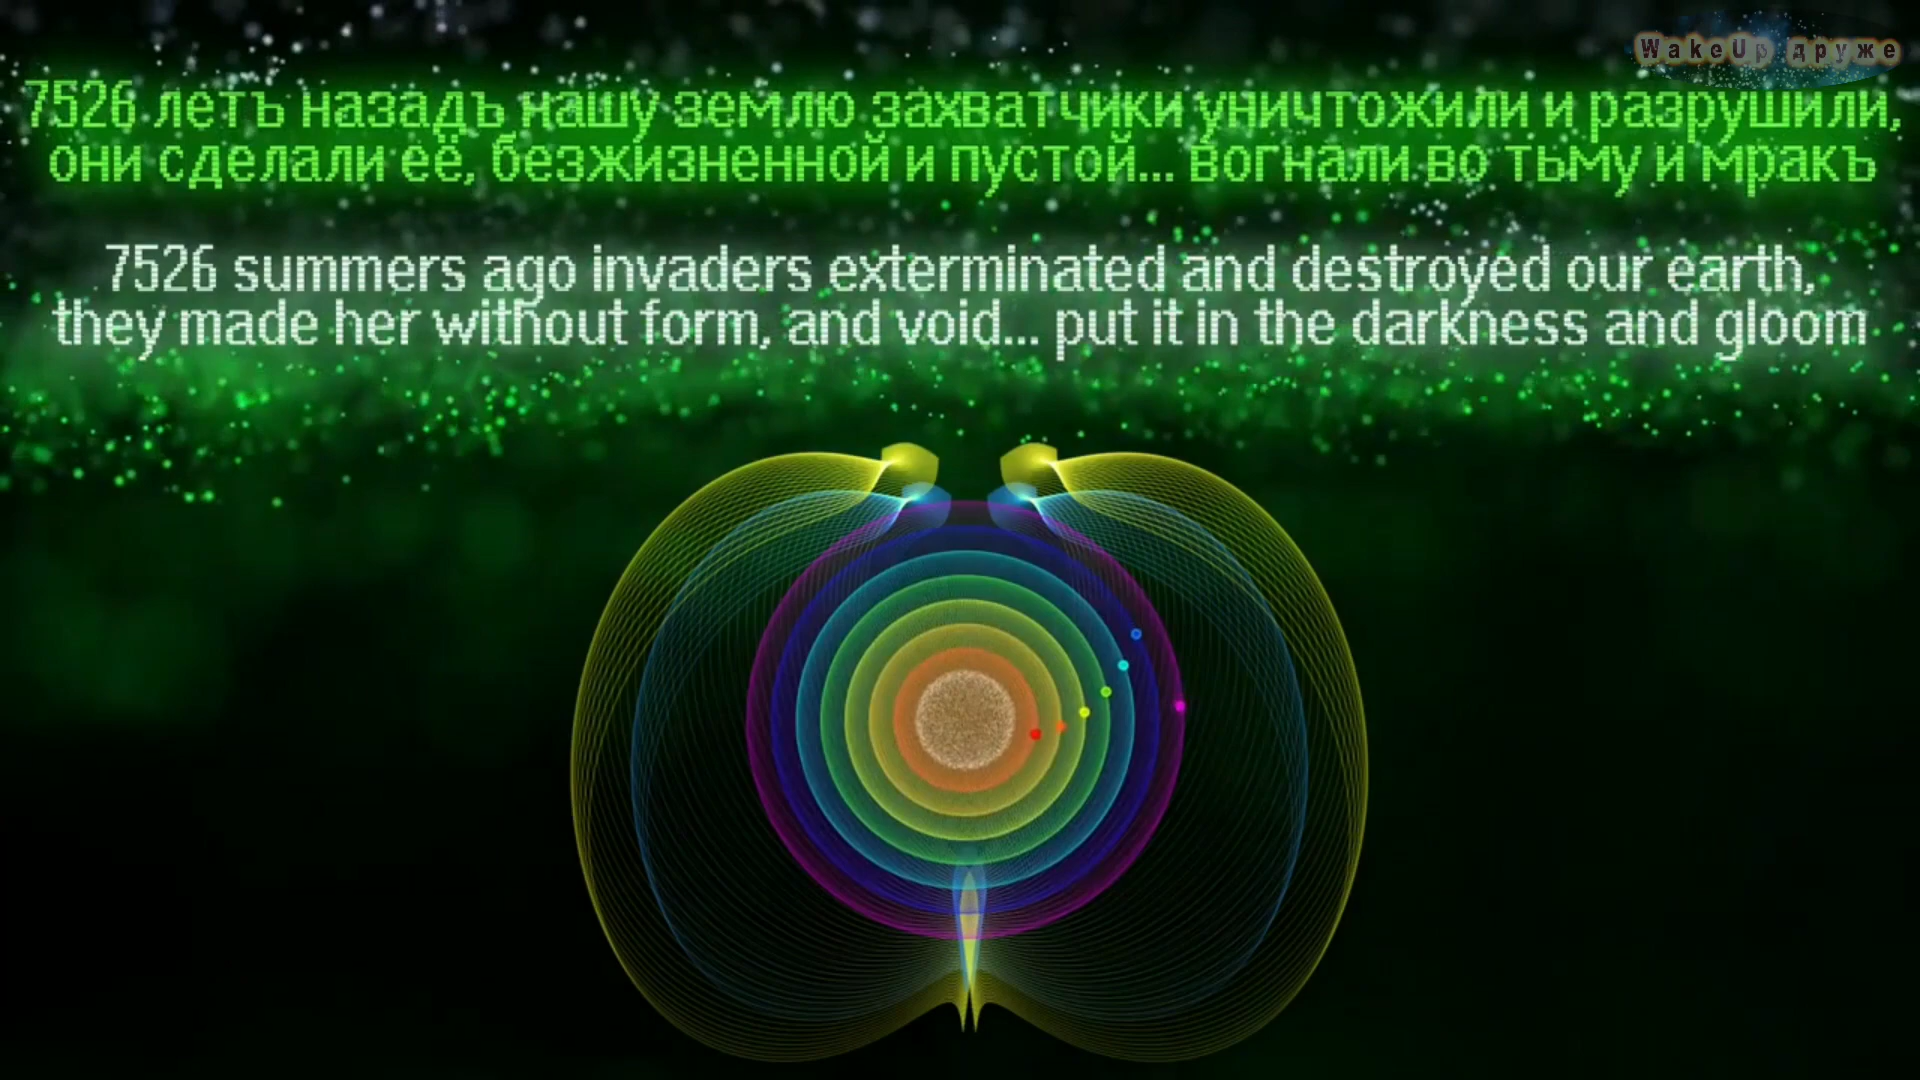 WakeUp друже
7526 летъ назадъ нашу землю захватчики уничтожили и разрушили,
они сделали её, безжизненной и пустой... вогнали во тьму и мракъ
7526 summers ago invaders exterminated and destroyed our earth,
they made her without form, and void... put it in the darkness and gloom